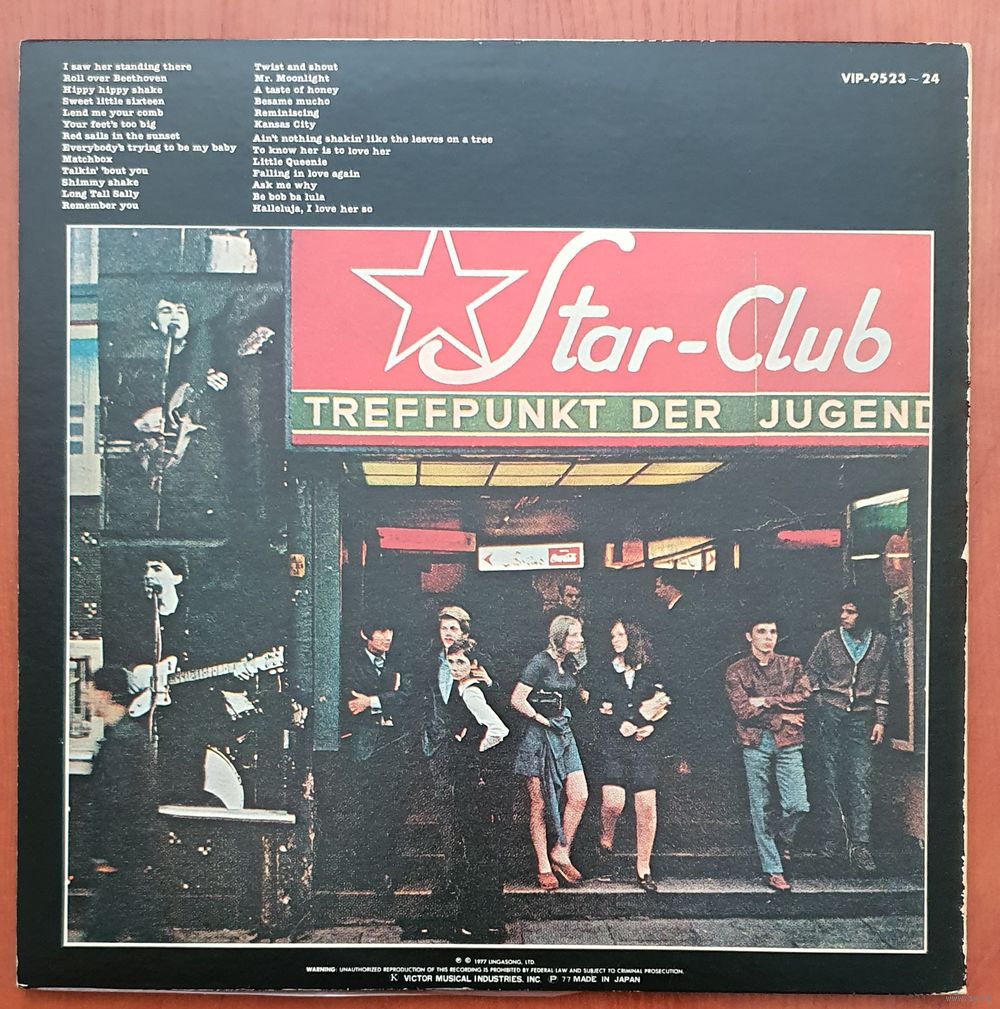 I saw her standing there
Roll over Beethoven
Hippy hippy shake
Sweet little sixteen
Lend me your comb
Your feet's too big
Red sails in the sunset
Everybody's trying to be my baby
Matchbox
Talkin' 'bout you
Shimmy shake
Long Tall Sally
Remember you
Twist and shout
Mr. Moonlight
A taste of honey
Besame mucho
Reminiscing
Kansas City
Ain't nothing shakin' like the leaves on a tree
To know her is to love her
Little Queenie
Falling in love again
Ask me why
Be bob ba lula
Halleluja, I love her so
VIP-9523~24
Star-Club
TREFFPUNKT DER JUGEND
Coca-Cola
℗ © 1977 LINGASONG, LTD.
WARNING: UNAUTHORIZED REPRODUCTION OF THIS RECORDING IS PROHIBITED BY FEDERAL LAW AND SUBJECT TO CRIMINAL PROSECUTION.
K VICTOR MUSICAL INDUSTRIES, INC. ℗ 77 MADE IN JAPAN